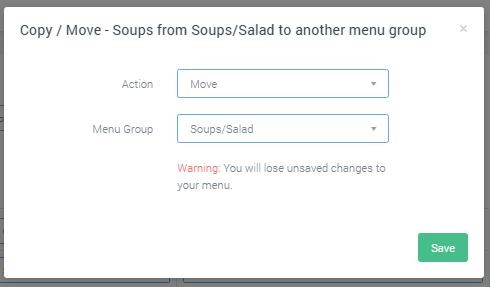 Copy / Move - Soups from Soups/Salad to another menu group ×
Action Move
Menu Group Soups/Salad
Warning: You will lose unsaved changes to
your menu.
Save